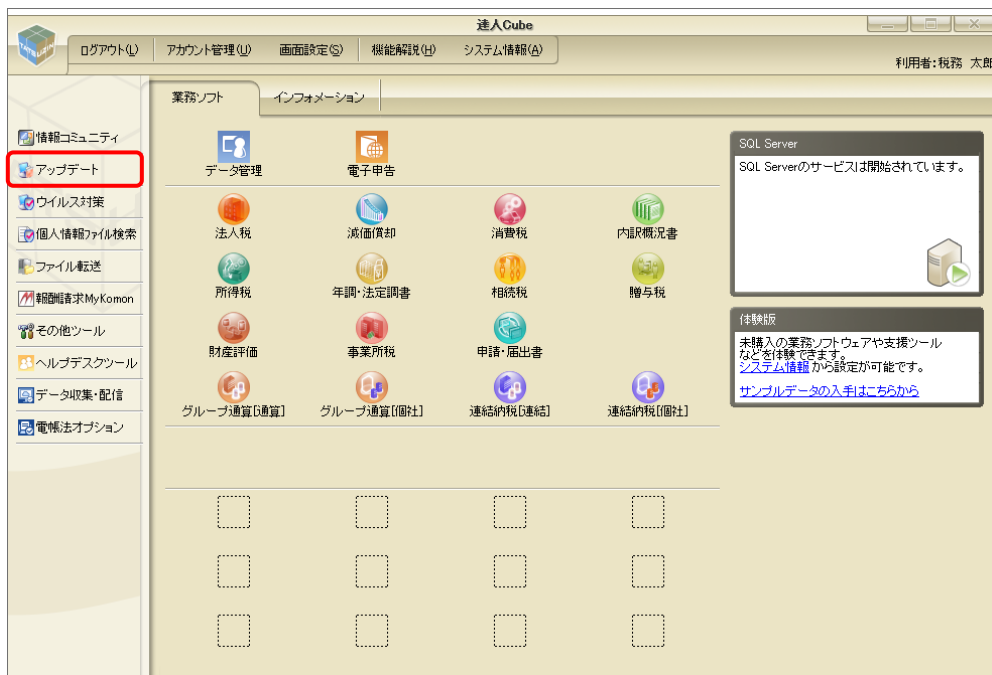 達人Cube
ログアウト(L)
アカウント管理(U)
画面設定(S)
機能解説(H)
システム情報(A)
利用者:税務 太郎
業務ソフト
インフォメーション
情報コミュニティ
アップデート
ウイルス対策
個人情報ファイル検索
ファイル転送
報酬請求MyKomon
その他ツール
ヘルプデスクツール
データ収集・配信
電帳法オプション
データ管理
電子申告
法人税
減価償却
消費税
内訳概況書
所得税
年調・法定調書
相続税
贈与税
財産評価
事業所税
申請・届出書
グループ通算[通算]
グループ通算[個社]
連結納税[連結]
連結納税[個社]
SQL Server
SQL Serverのサービスは開始されています。
体験版
未購入の業務ソフトウェアや支援ツール
などを体験できます。
システム情報 から設定が可能です。
サンプルデータの入手はこちらから